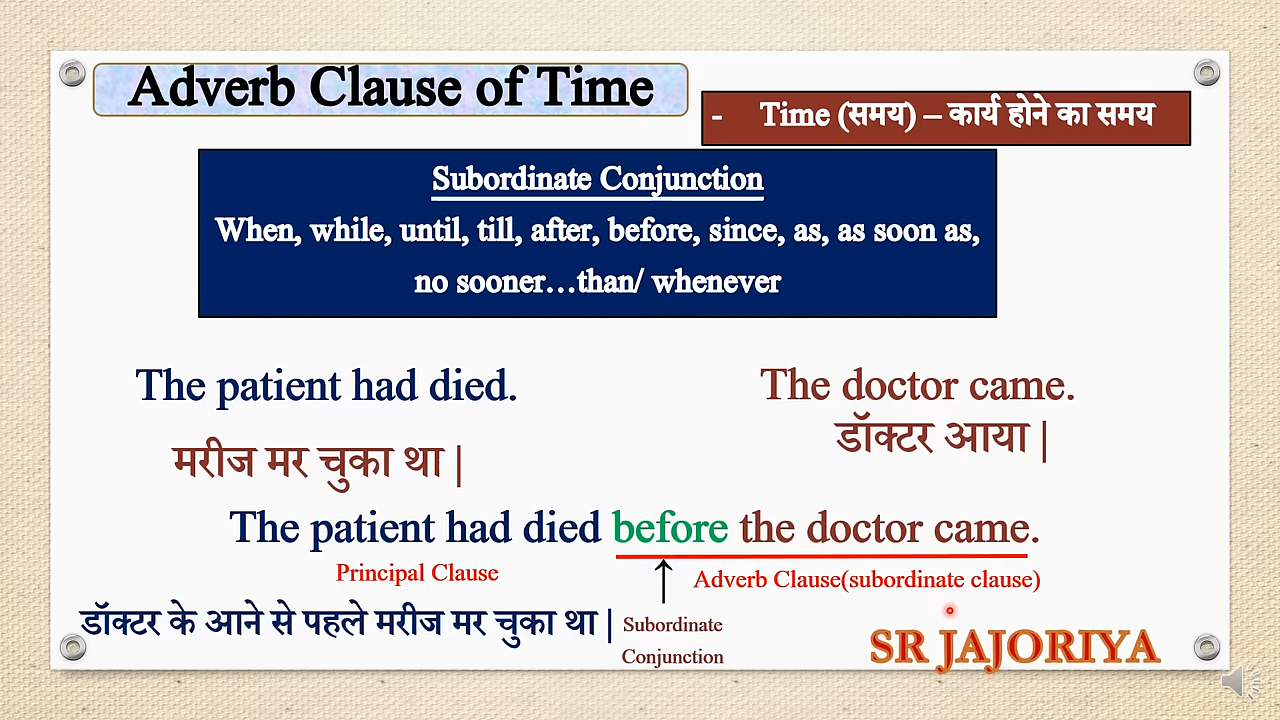 Adverb Clause of Time
- Time (समय) – कार्य होने का समय
Subordinate Conjunction
When, while, until, till, after, before, since, as, as soon as,
no sooner…than/ whenever
The patient had died.
The doctor came.
डॉक्टर आया |
मरीज मर चुका था |
The patient had died before the doctor came.
Principal Clause
Adverb Clause(subordinate clause)
डॉक्टर के आने से पहले मरीज मर चुका था |
Subordinate
Conjunction
SR JAJORIYA